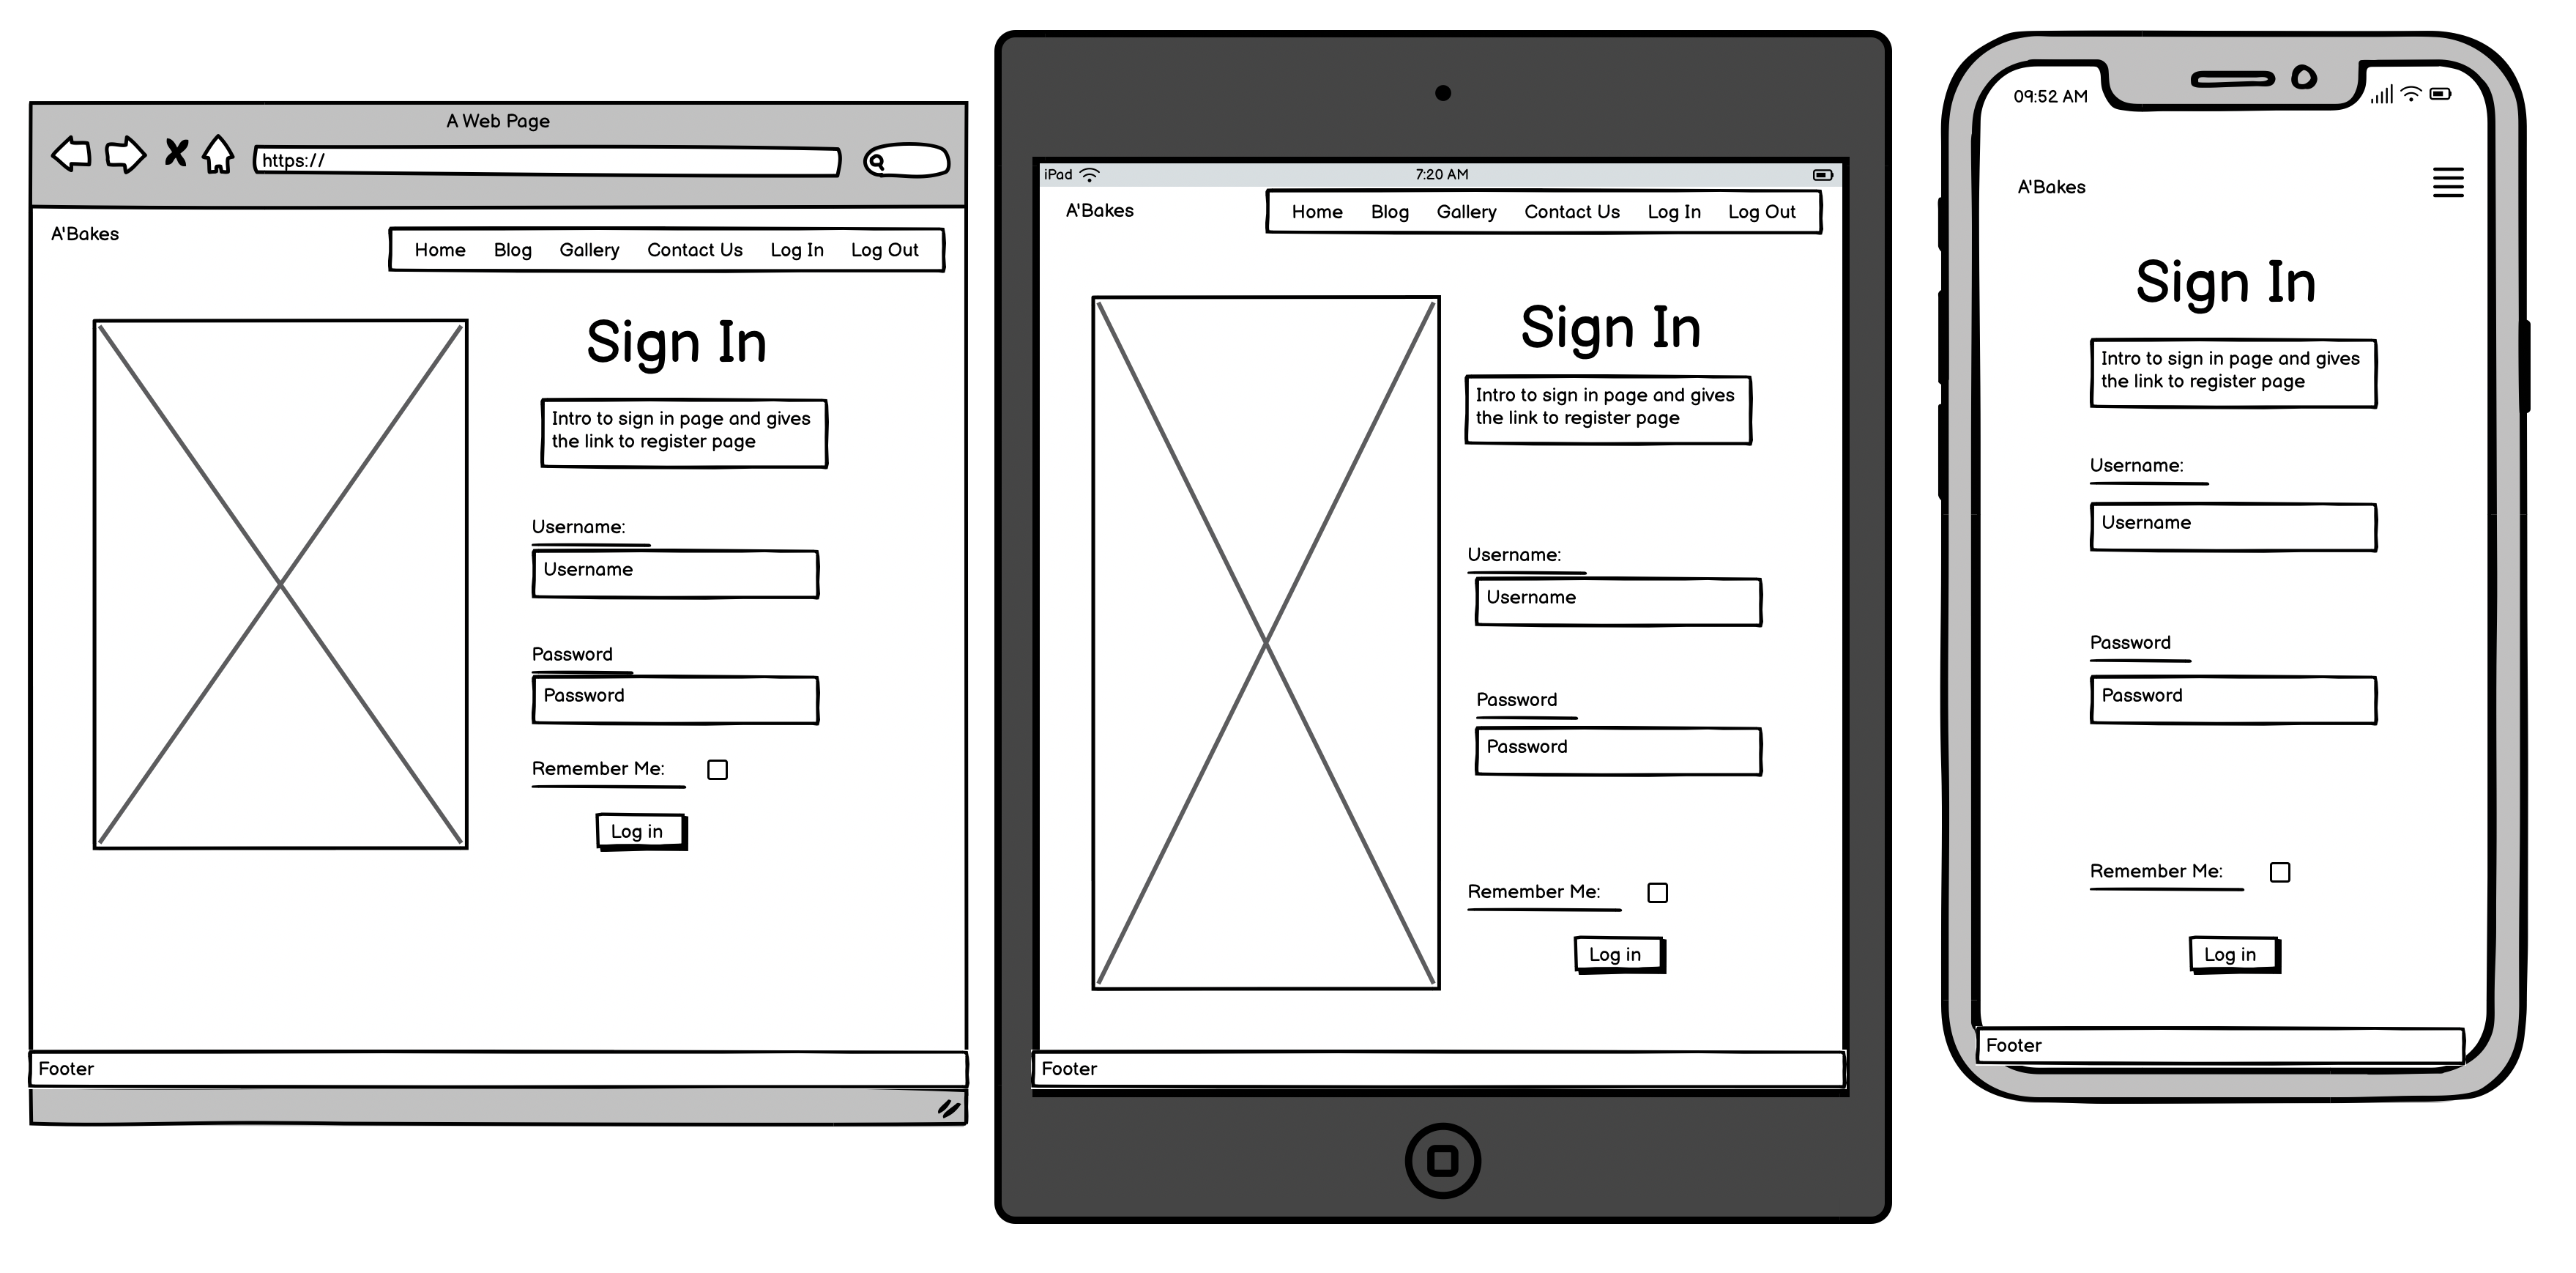 A Web Page
https://
A'Bakes
Home Blog Gallery Contact Us Log In Log Out
Sign In
Intro to sign in page and gives
the link to register page
Username:
Username
Password
Password
Remember Me:
Log in
Footer
iPad 7:20 AM
A'Bakes
Home Blog Gallery Contact Us Log In Log Out
Sign In
Intro to sign in page and gives
the link to register page
Username:
Username
Password
Password
Remember Me:
Log in
Footer
09:52 AM
A'Bakes
Sign In
Intro to sign in page and gives
the link to register page
Username:
Username
Password
Password
Remember Me:
Log in
Footer